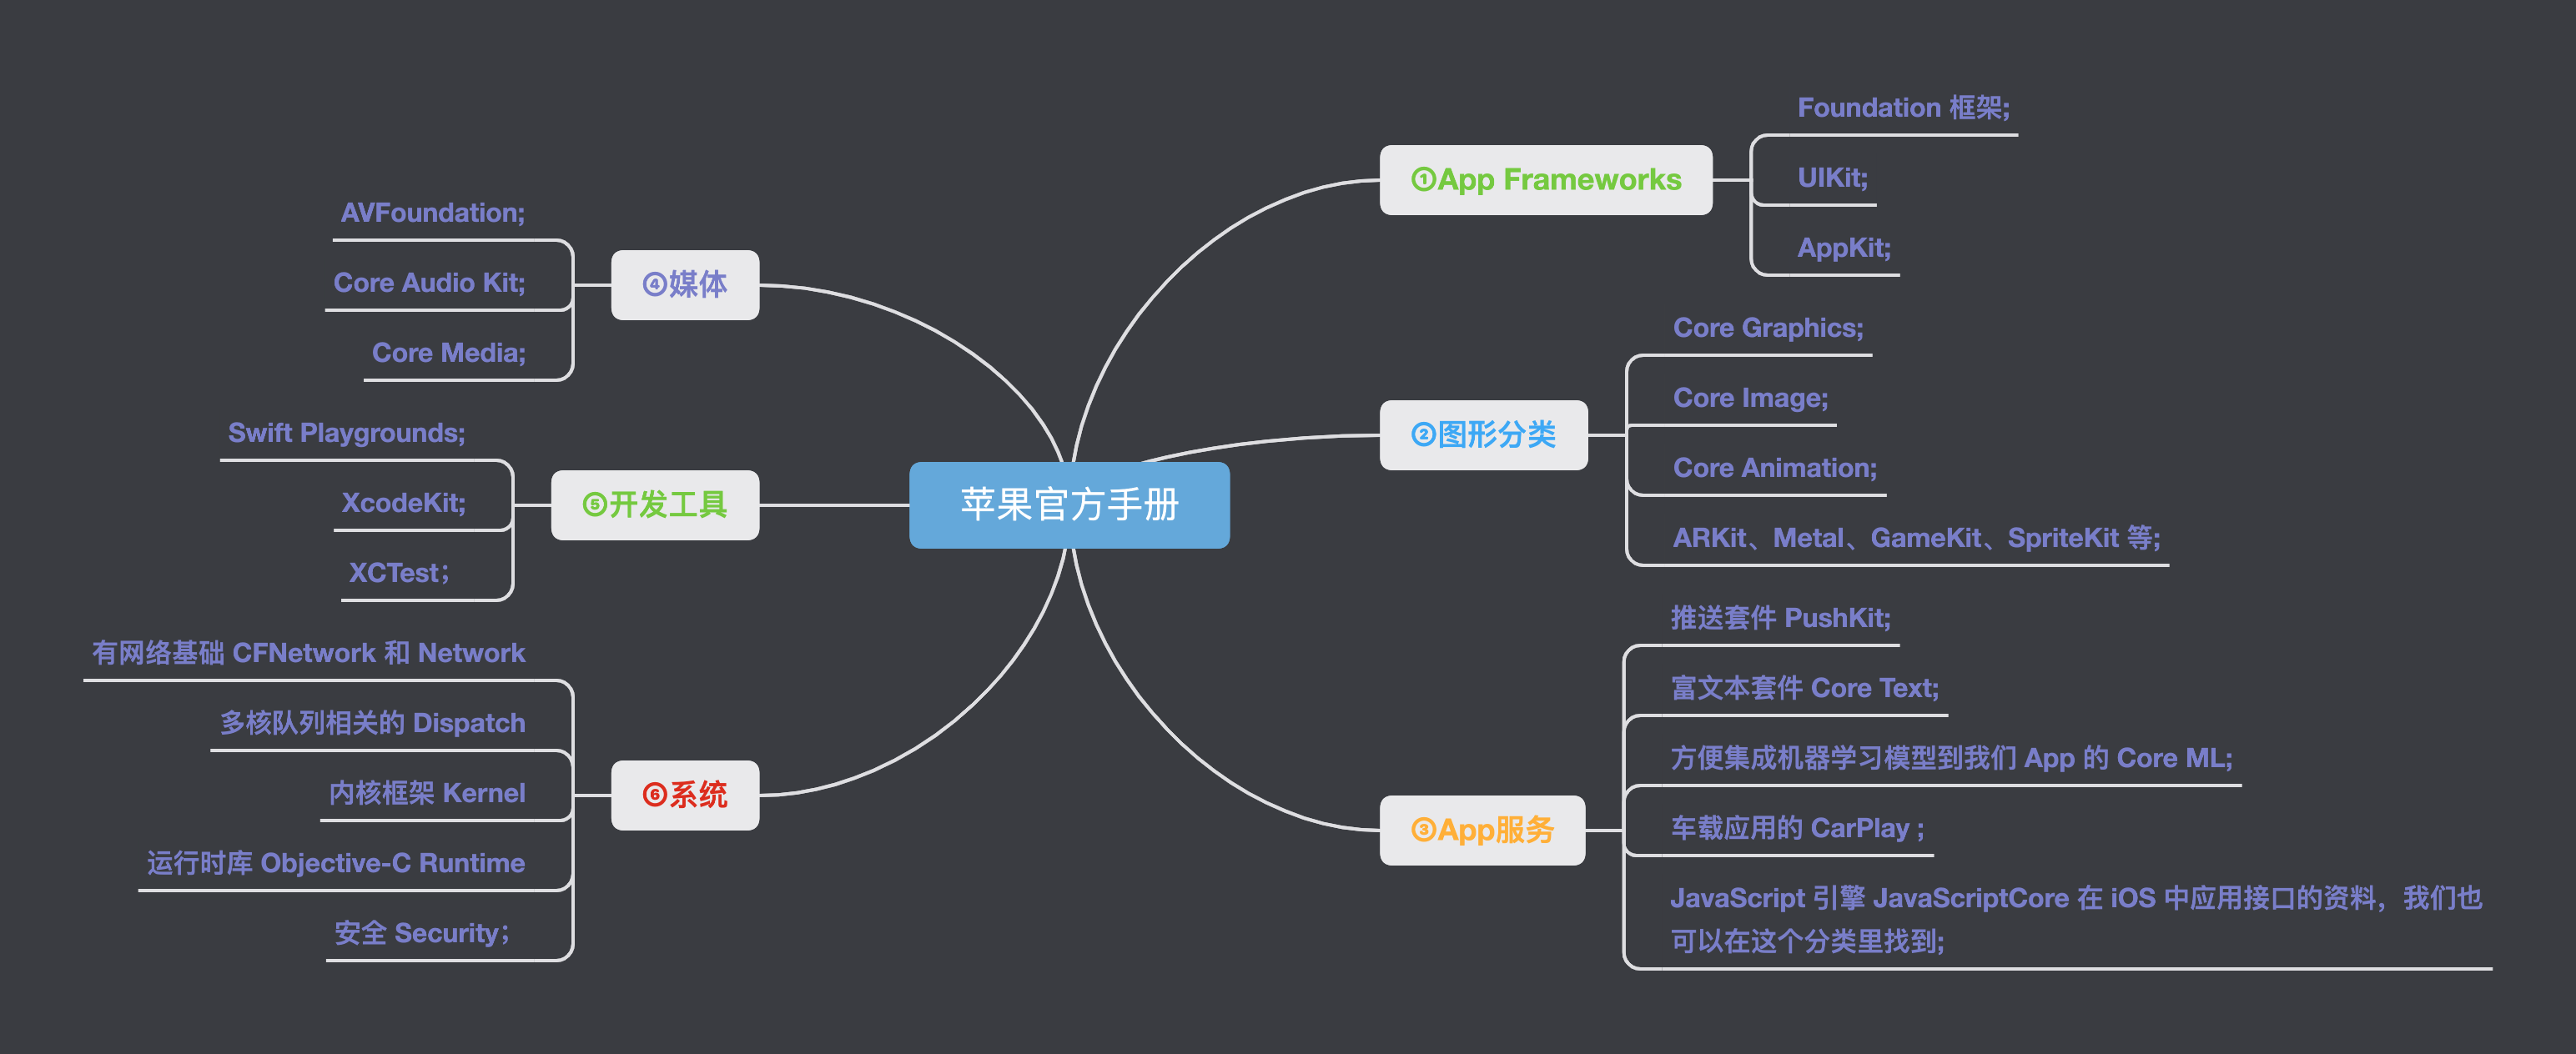 苹果官方手册
①App Frameworks
Foundation 框架;
UIKit;
AppKit;
②图形分类
Core Graphics;
Core Image;
Core Animation;
ARKit、Metal、GameKit、SpriteKit 等;
③App服务
推送套件 PushKit;
富文本套件 Core Text;
方便集成机器学习模型到我们 App 的 Core ML;
车载应用的 CarPlay ;
JavaScript 引擎 JavaScriptCore 在 iOS 中应用接口的资料，我们也
可以在这个分类里找到;
④媒体
AVFoundation;
Core Audio Kit;
Core Media;
⑤开发工具
Swift Playgrounds;
XcodeKit;
XCTest；
⑥系统
有网络基础 CFNetwork 和 Network
多核队列相关的 Dispatch
内核框架 Kernel
运行时库 Objective-C Runtime
安全 Security；